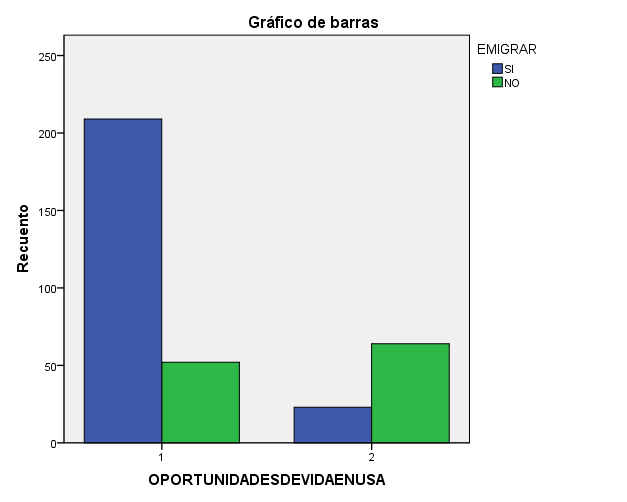 Gráfico de barras
EMIGRAR
SI
NO
250
200
150
100
50
0
Recuento
1
2
OPORTUNIDADESDEVIDAENUSA